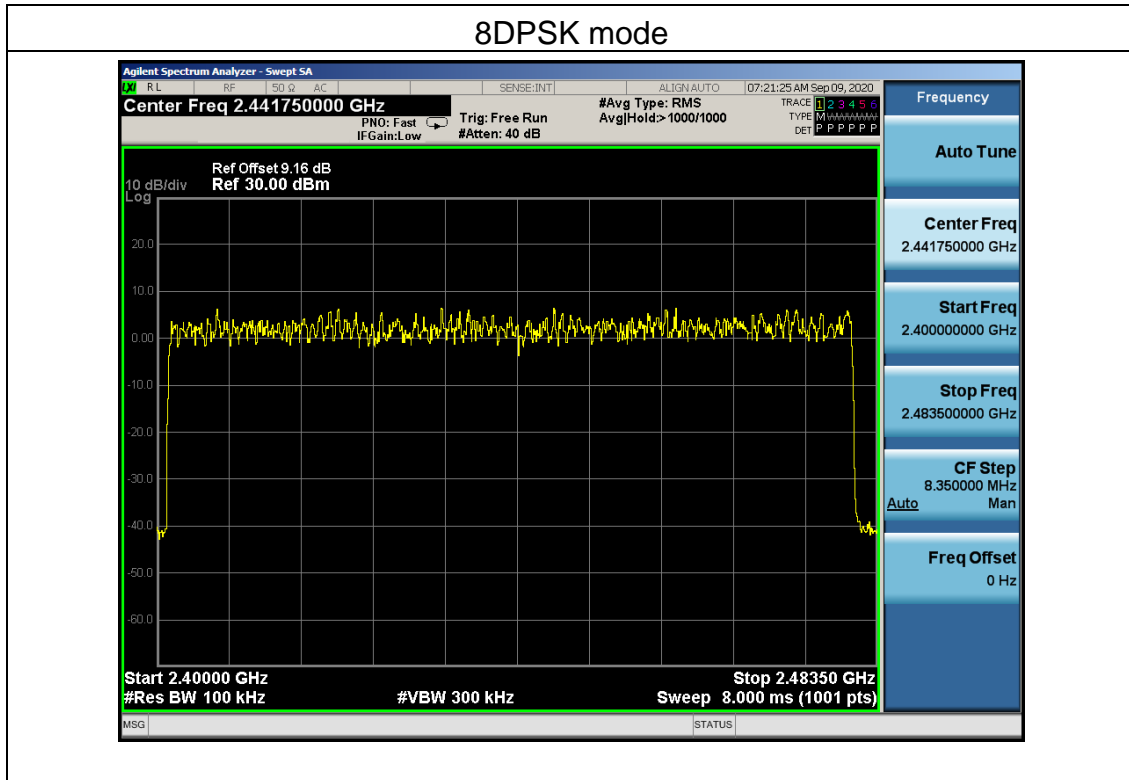 8DPSK mode
Agilent Spectrum Analyzer - Swept SA
LXI RL RF 50 Ω AC SENSE:INT ALIGN AUTO 07:21:25 AM Sep 09, 2020
Center Freq 2.441750000 GHz
PNO: Fast
IFGain:Low
Trig: Free Run
#Atten: 40 dB
#Avg Type: RMS
Avg|Hold:>1000/1000
TRACE 1 2 3 4 5 6
TYPE M
DET P P P P P P
Ref Offset 9.16 dB
10 dB/div Ref 30.00 dBm
Log
20.0
10.0
0.00
-10.0
-20.0
-30.0
-40.0
-50.0
-60.0
Start 2.40000 GHz Stop 2.48350 GHz
#Res BW 100 kHz #VBW 300 kHz Sweep 8.000 ms (1001 pts)
MSG STATUS
Frequency
Auto Tune
Center Freq
2.441750000 GHz
Start Freq
2.400000000 GHz
Stop Freq
2.483500000 GHz
CF Step
8.350000 MHz
Auto Man
Freq Offset
0 Hz